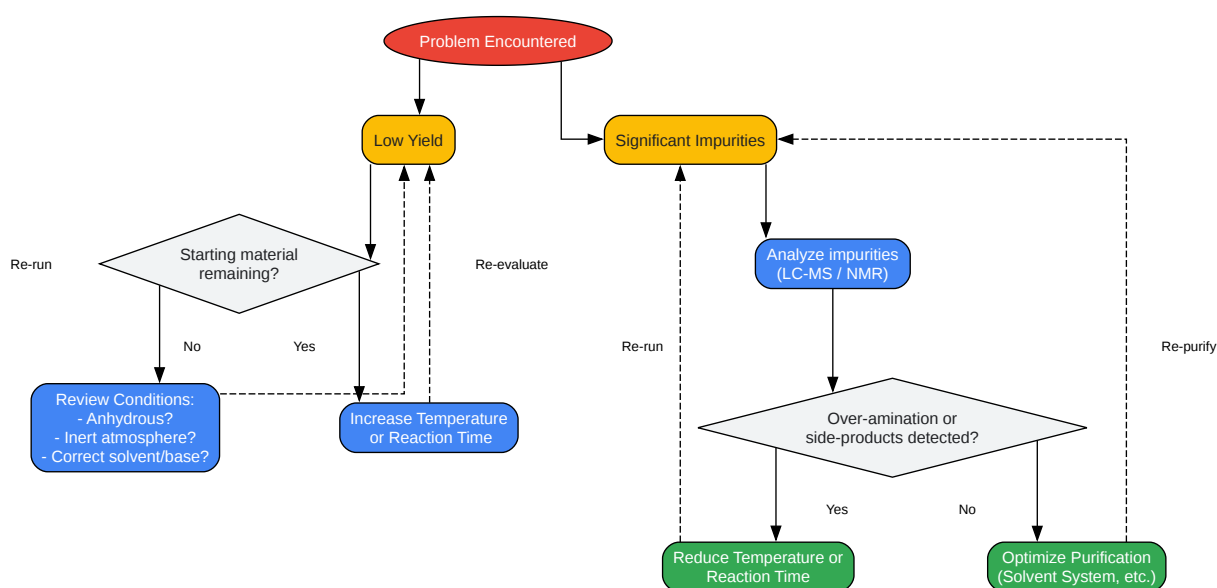 Problem Encountered
Low Yield
Significant Impurities
Starting material
remaining?
Re-run
Re-evaluate
Analyze impurities
(LC-MS / NMR)
No
Yes
Re-run
Re-purify
Review Conditions:
- Anhydrous?
- Inert atmosphere?
- Correct solvent/base?
Increase Temperature
or Reaction Time
Over-amination or
side-products detected?
Yes
No
Reduce Temperature or
Reaction Time
Optimize Purification
(Solvent System, etc.)